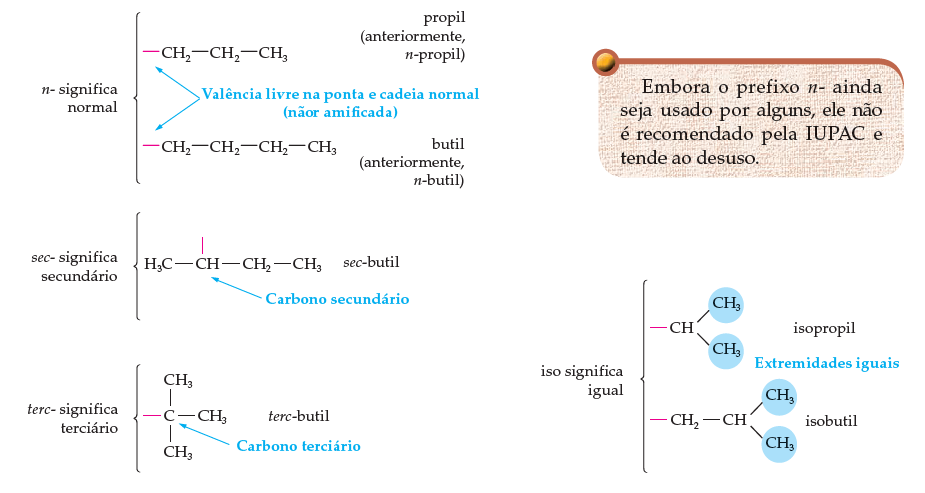 n- significa
normal
—CH₂—CH₂—CH₃
propil
(anteriormente,
n-propil)
Valência livre na ponta e cadeia normal
(nãor amificada)
—CH₂—CH₂—CH₂—CH₃
butil
(anteriormente,
n-butil)
Embora o prefixo n- ainda
seja usado por alguns, ele não
é recomendado pela IUPAC e
tende ao desuso.
sec- significa
secundário
H₃C—CH—CH₂—CH₃
sec-butil
Carbono secundário
terc- significa
terciário
CH₃
—C—CH₃
CH₃
terc-butil
Carbono terciário
iso significa
igual
CH₃
—CH
CH₃
isopropil
Extremidades iguais
CH₃
—CH₂—CH
CH₃
isobutil